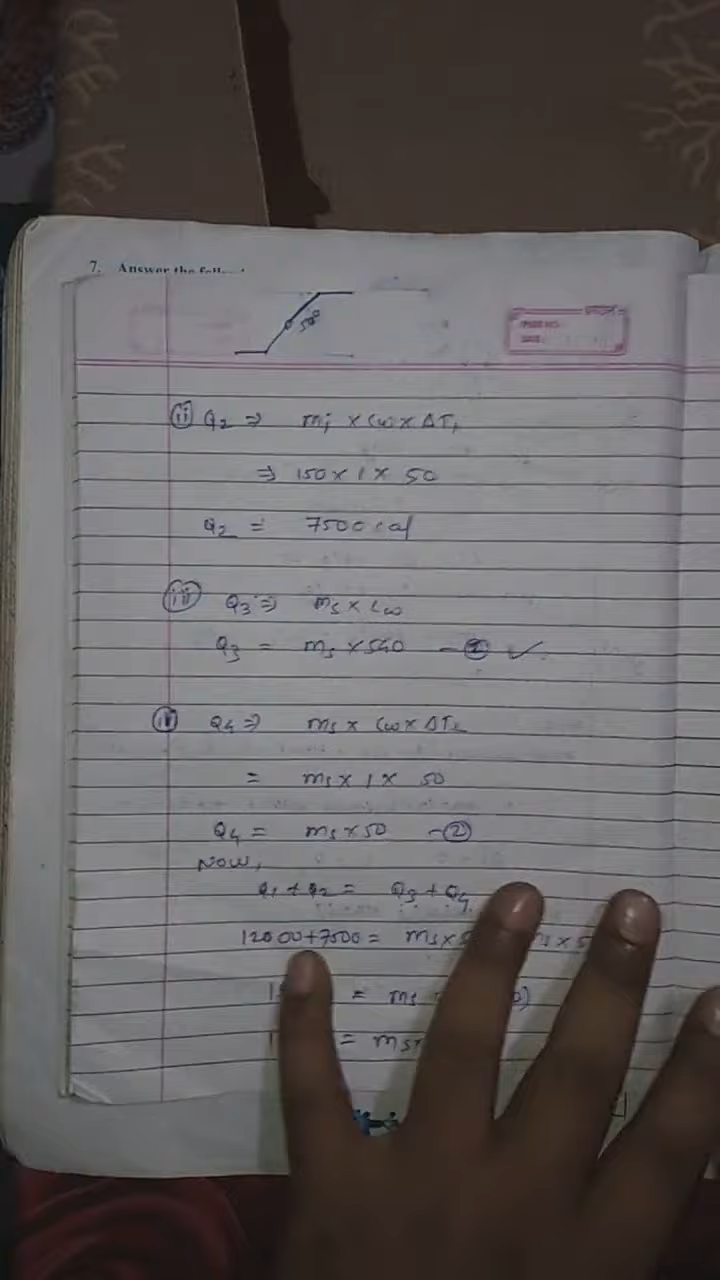 7. Answer the
50°
ii Q2 ⇒ mi × Cw × ΔT1
⇒ 150 × 1 × 50
Q2 = 7500 cal
iii Q3 ⇒ ms × Lw
Q3 = ms × 540 - 2 ✓
iv Q4 ⇒ ms × Cw × ΔT2
= ms × 1 × 50
Q4 = ms × 50 - 2
Now,
Q1 + Q2 = Q3 + Q4
12000 + 7500 = ms ×
= ms
= ms ×